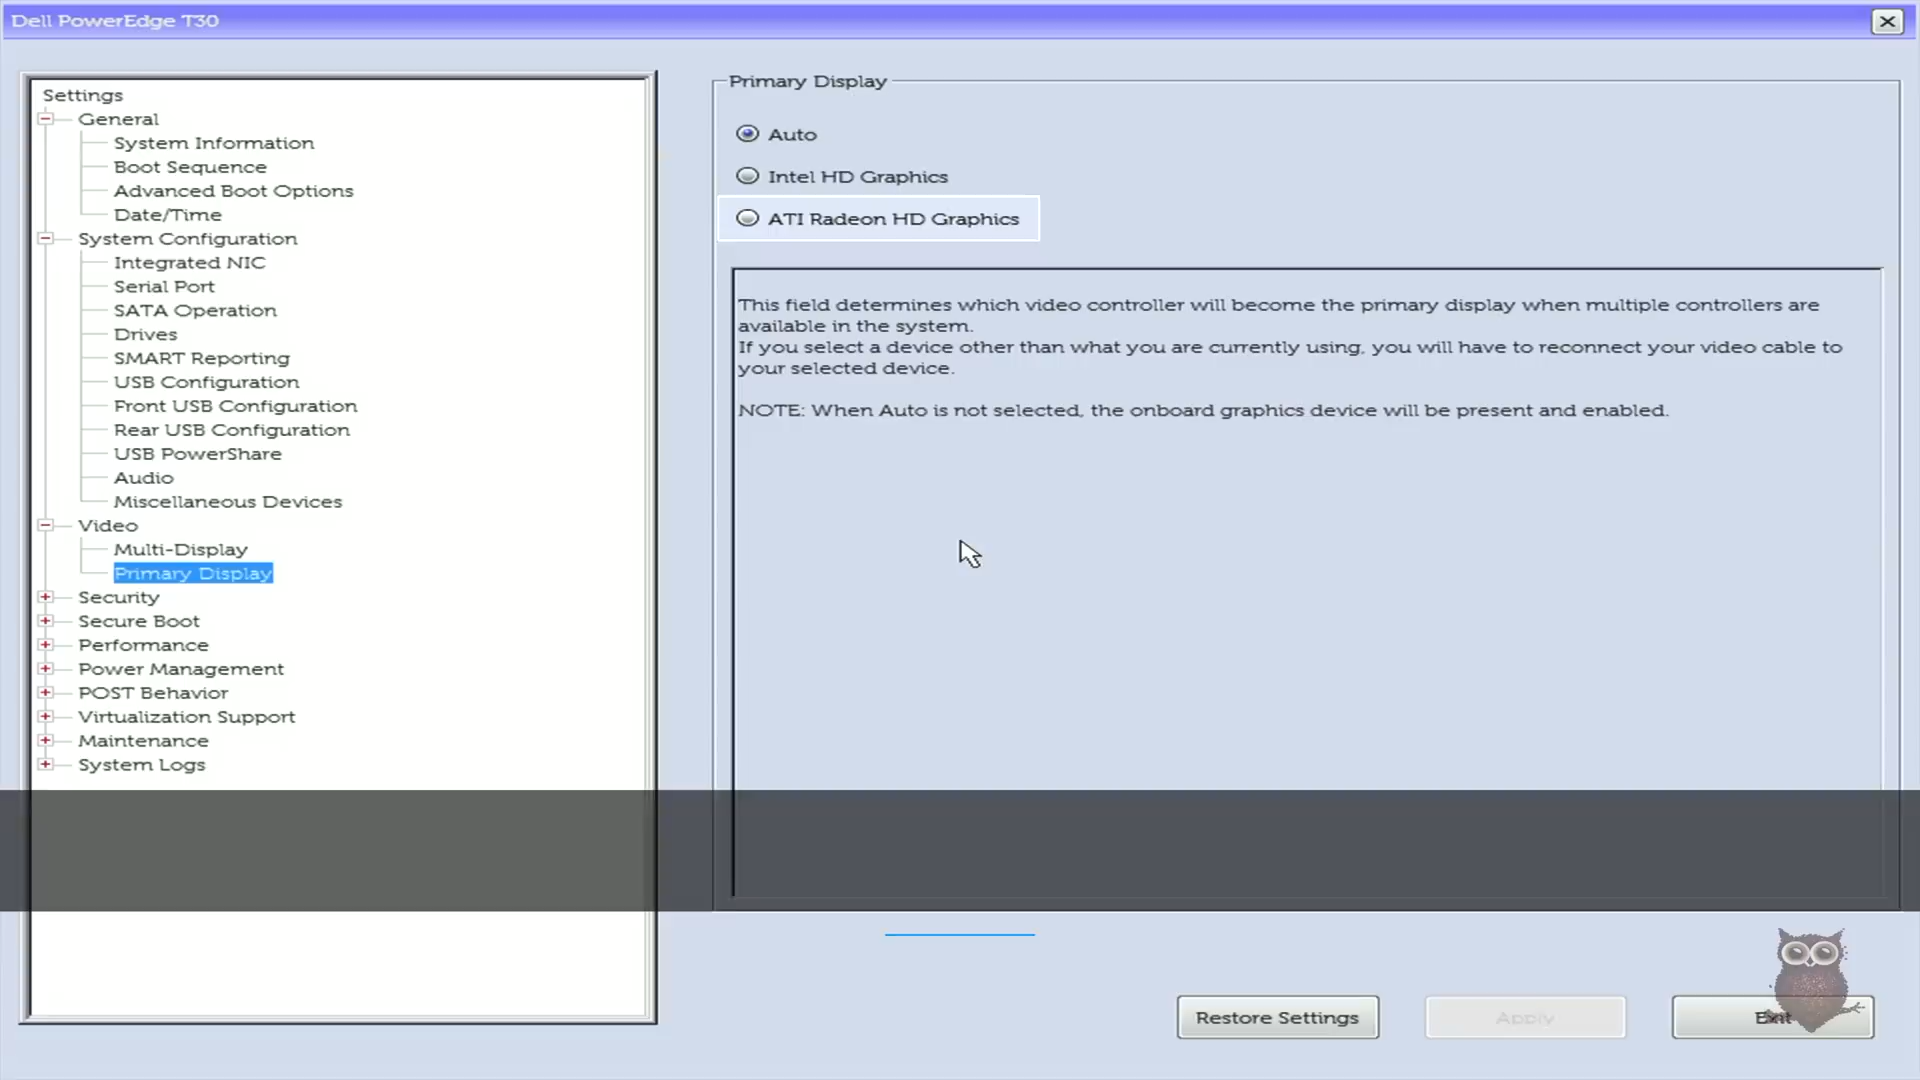 Dell PowerEdge T30
Settings
General
System Information
Boot Sequence
Advanced Boot Options
Date/Time
System Configuration
Integrated NIC
Serial Port
SATA Operation
Drives
SMART Reporting
USB Configuration
Front USB Configuration
Rear USB Configuration
USB PowerShare
Audio
Miscellaneous Devices
Video
Multi-Display
Primary Display
Security
Secure Boot
Performance
Power Management
POST Behavior
Virtualization Support
Maintenance
System Logs
Primary Display
Auto
Intel HD Graphics
ATI Radeon HD Graphics
This field determines which video controller will become the primary display when multiple controllers are
available in the system.
If you select a device other than what you are currently using, you will have to reconnect your video cable to
your selected device.
NOTE: When Auto is not selected, the onboard graphics device will be present and enabled.
Restore Settings
Apply
Exit